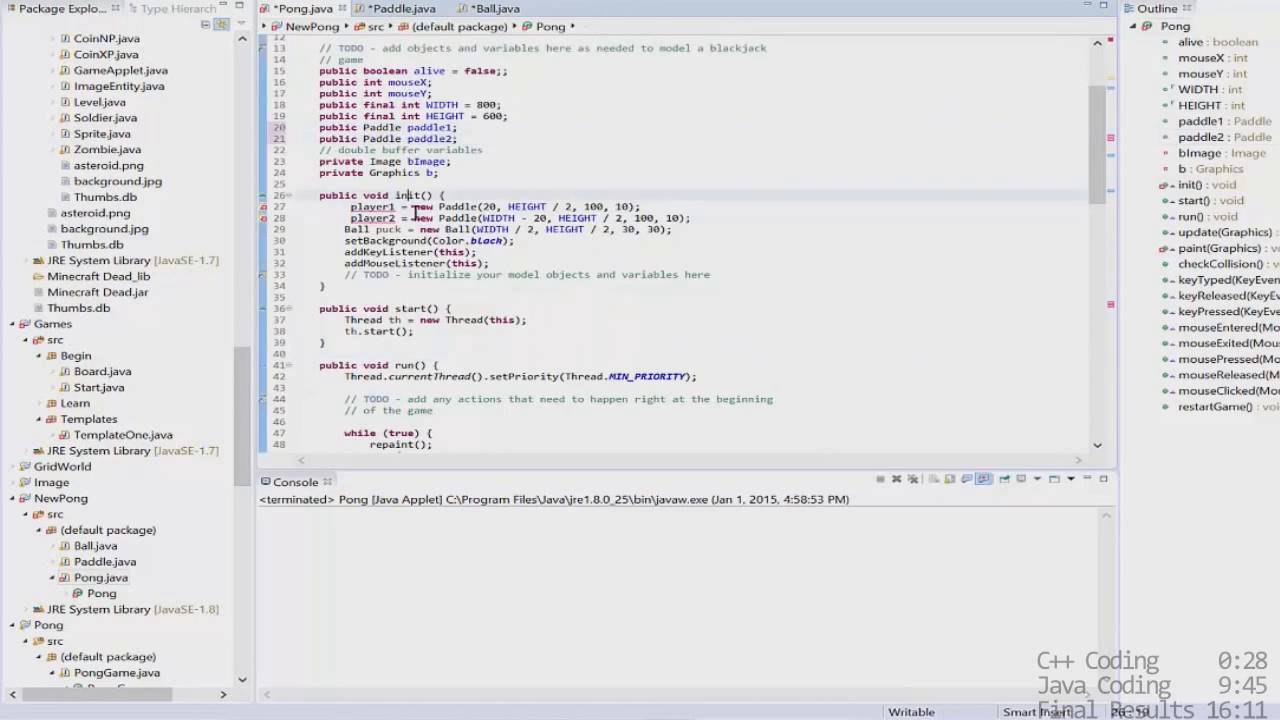 Package Explo...
Type Hierarch
*Pong.java
*Paddle.java
*Ball.java
Outline
NewPong
src
(default package)
Pong
CoinNP.java
CoinXP.java
GameApplet.java
ImageEntity.java
Level.java
Soldier.java
Sprite.java
Zombie.java
asteroid.png
background.jpg
Thumbs.db
asteroid.png
background.jpg
Thumbs.db
JRE System Library [JavaSE-1.7]
Minecraft Dead_lib
Minecraft Dead.jar
Thumbs.db
Games
src
Begin
Board.java
Start.java
Learn
Templates
TemplateOne.java
JRE System Library [JavaSE-1.7]
GridWorld
Image
NewPong
src
(default package)
Ball.java
Paddle.java
Pong.java
Pong
JRE System Library [JavaSE-1.8]
Pong
src
(default package)
PongGame.java
12
13 // TODO - add objects and variables here as needed to model a blackjack
14 // game
15 public boolean alive = false;;
16 public int mouseX;
17 public int mouseY;
18 public final int WIDTH = 800;
19 public final int HEIGHT = 600;
20 public Paddle paddle1;
21 public Paddle paddle2;
22 // double buffer variables
23 private Image bImage;
24 private Graphics b;
25
26 public void init() {
27 player1 = new Paddle(20, HEIGHT / 2, 100, 10);
28 player2 = new Paddle(WIDTH - 20, HEIGHT / 2, 100, 10);
29 Ball puck = new Ball(WIDTH / 2, HEIGHT / 2, 30, 30);
30 setBackground(Color.black);
31 addKeyListener(this);
32 addMouseListener(this);
33 // TODO - initialize your model objects and variables here
34 }
35
36 public void start() {
37 Thread th = new Thread(this);
38 th.start();
39 }
40
41 public void run() {
42 Thread.currentThread().setPriority(Thread.MIN_PRIORITY);
43
44 // TODO - add any actions that need to happen right at the beginning
45 // of the game
46
47 while (true) {
48 repaint();
Console
<terminated> Pong [Java Applet] C:\Program Files\Java\jre1.8.0_25\bin\javaw.exe (Jan 1, 2015, 4:58:53 PM)
Pong
alive : boolean
mouseX : int
mouseY : int
WIDTH : int
HEIGHT : int
paddle1 : Paddle
paddle2 : Paddle
bImage : Image
b : Graphics
init() : void
start() : void
run() : void
update(Graphics)
paint(Graphics) :
checkCollision() :
keyTyped(KeyEve
keyReleased(KeyE
keyPressed(KeyEv
mouseEntered(Mo
mouseExited(Mou
mousePressed(Mo
mouseReleased(M
mouseClicked(Mou
restartGame() : vo
C++ Coding 0:28
Java Coding 9:45
Final Results 16:11
Writable
Smart Insert